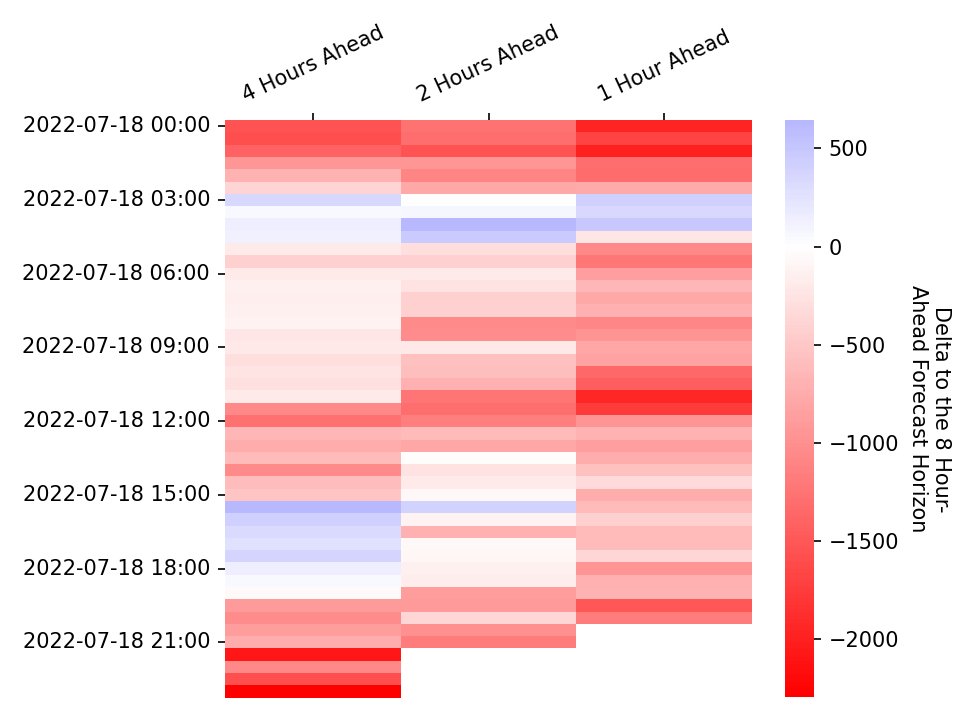 4 Hours Ahead
2 Hours Ahead
1 Hour Ahead
2022-07-18 00:00
2022-07-18 03:00
2022-07-18 06:00
2022-07-18 09:00
2022-07-18 12:00
2022-07-18 15:00
2022-07-18 18:00
2022-07-18 21:00
500
0
−500
−1000
−1500
−2000
Delta to the 8 Hour-
Ahead Forecast Horizon